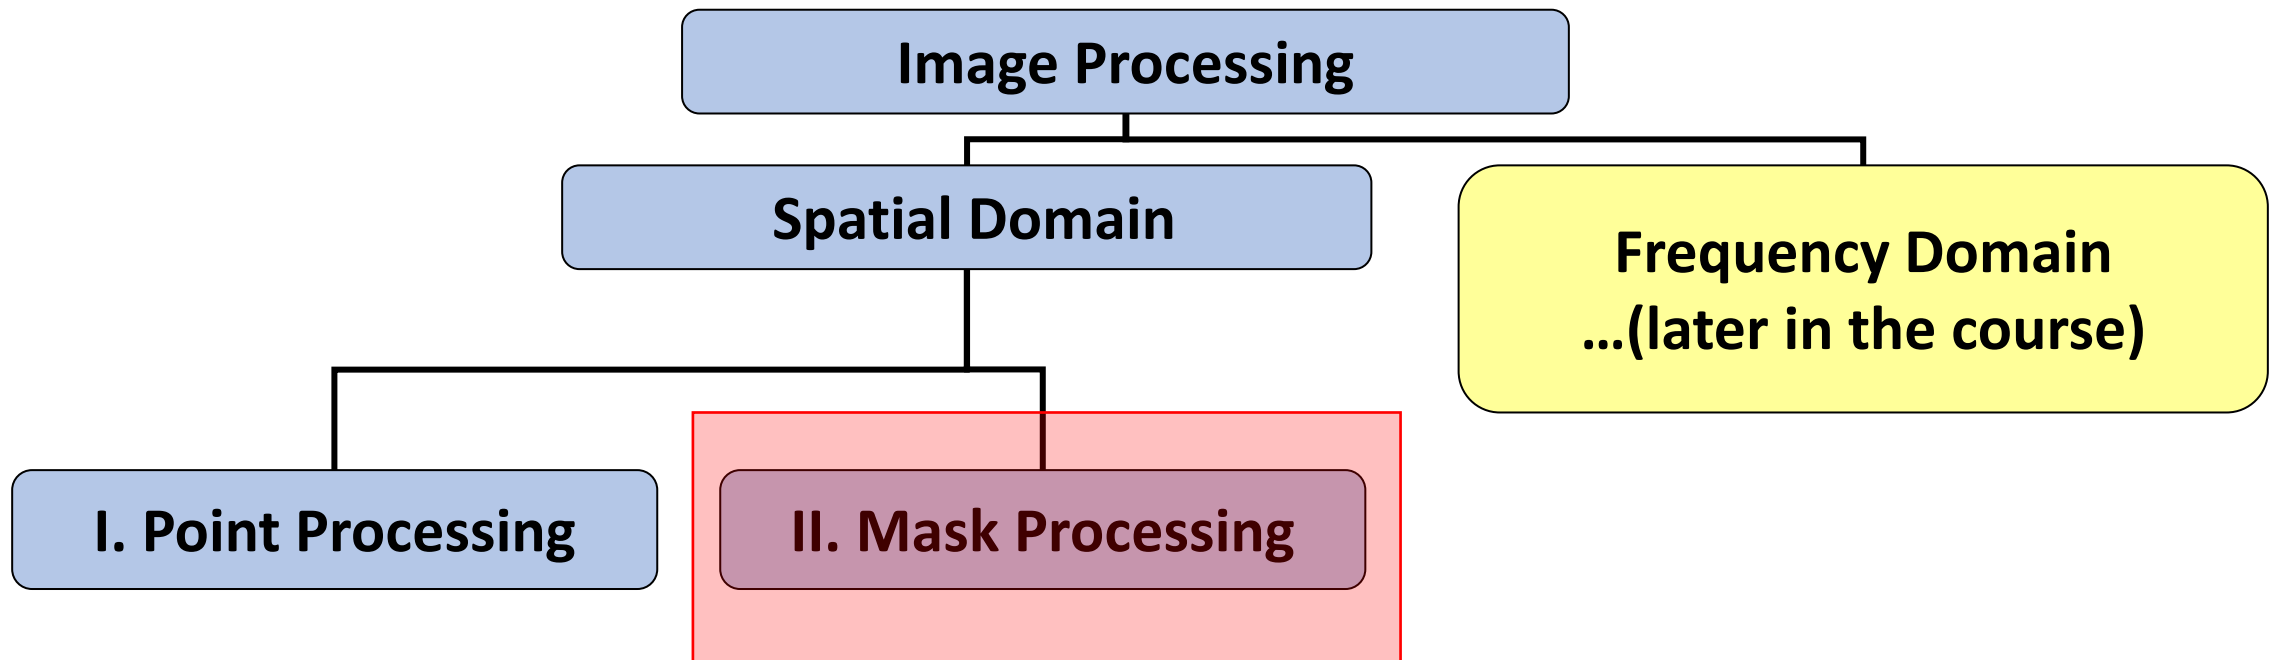 Image Processing
Spatial Domain
Frequency Domain
...(later in the course)
I. Point Processing
II. Mask Processing